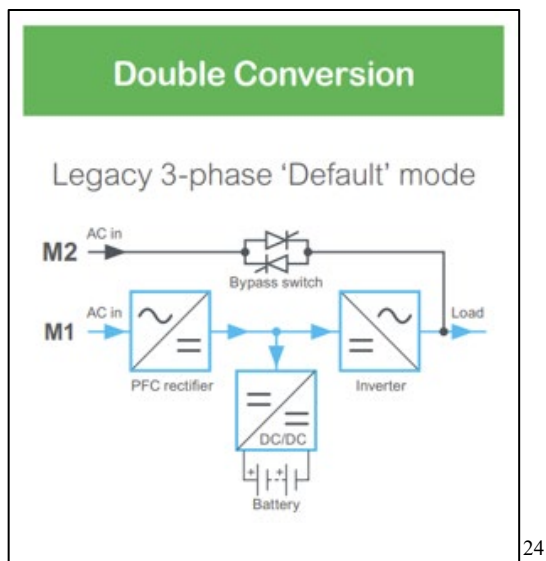 Double Conversion
Legacy 3-phase ‘Default’ mode
M2 AC in
Bypass switch
M1 AC in
Load
PFC rectifier
Inverter
DC/DC
+ +
Battery
24